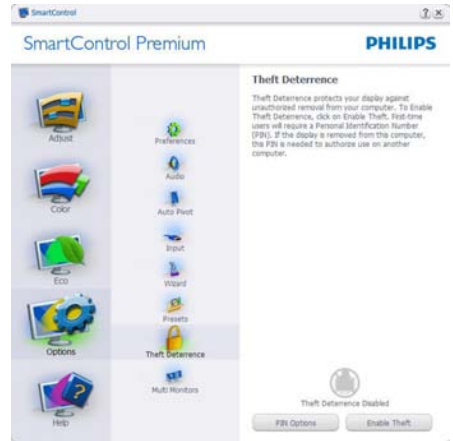 SmartControl
SmartControl Premium
PHILIPS
Adjust
Color
Eco
Options
Help
Preferences
Audio
Auto Pivot
Input
Wizard
Presets
Theft Deterrence
Multi Monitors
Theft Deterrence
Theft Deterrence protects your display against
unauthorized removal from your computer. To Enable
Theft Deterrence, click on Enable Theft. First-time
users will require a Personal Identification Number
(PIN). If the display is removed from this computer,
the PIN is needed to authorize use on another
computer.
Theft Deterrence Disabled
PIN Options
Enable Theft